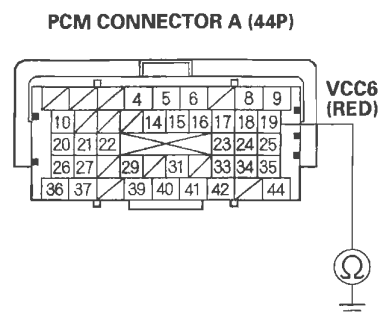 PCM CONNECTOR A (44P)
4 5 6 8 9
VCC6
(RED)
10 14 15 16 17 18 19
20 21 22 23 24 25
26 27 29 31 33 34 35
36 37 39 40 41 42 44
Ω